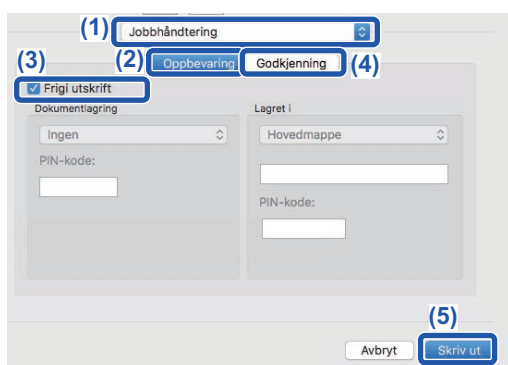 (1) Jobbhåndtering
(3) (2) Oppbevaring Godkjenning (4)
Frigi utskrift
Dokumentlagring Lagret i
Ingen Hovedmappe
PIN-kode:
PIN-kode:
(5)
Avbryt Skriv ut